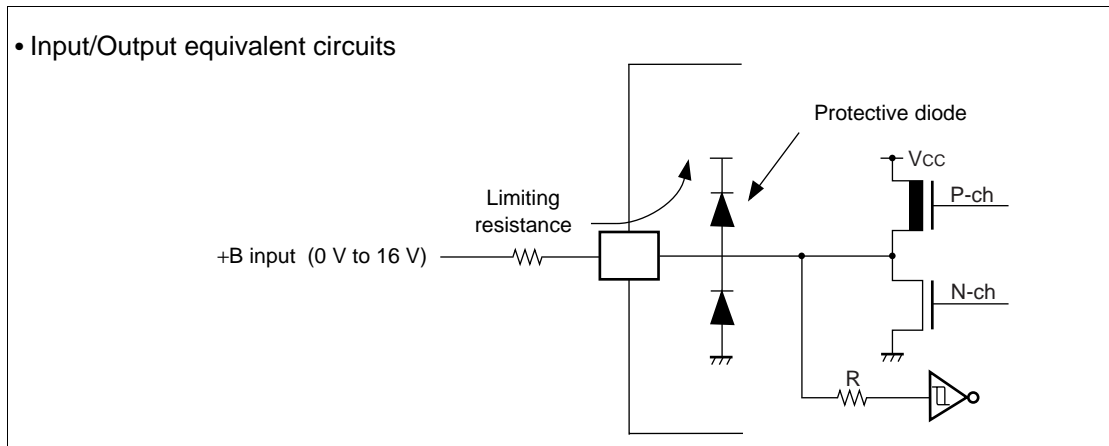 • Input/Output equivalent circuits
Protective diode
VCC
P-ch
Limiting
resistance
+B input (0 V to 16 V)
N-ch
R